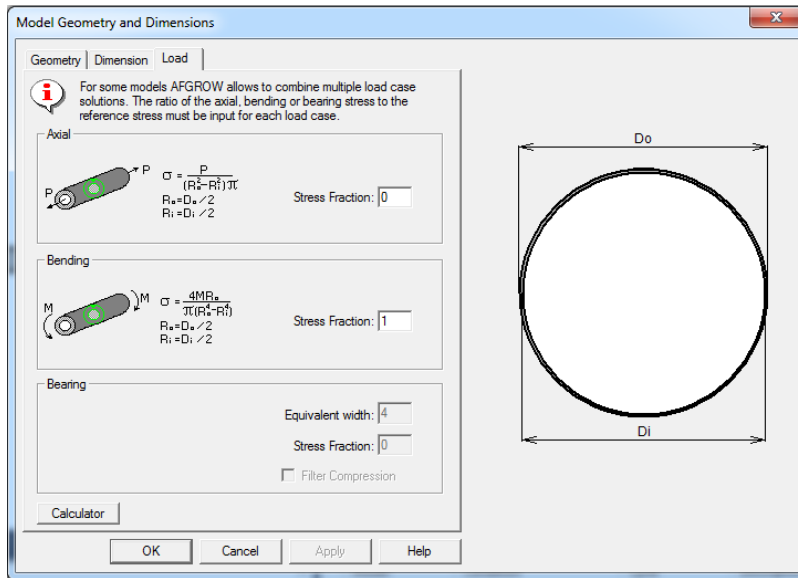 Model Geometry and Dimensions
Geometry Dimension Load
For some models AFGROW allows to combine multiple load case
solutions. The ratio of the axial, bending or bearing stress to the
reference stress must be input for each load case.
Axial
P P
σ = P / (Rₒ²-Rᵢ²)π
Rₒ=Dₒ/2
Rᵢ=Dᵢ/2
Stress Fraction: 0
Bending
M M
σ = 4MRₒ / π(Rₒ⁴-Rᵢ⁴)
Rₒ=Dₒ/2
Rᵢ=Dᵢ/2
Stress Fraction: 1
Bearing
Equivalent width: 4
Stress Fraction: 0
Filter Compression
Calculator
OK Cancel Apply Help
Do
Di